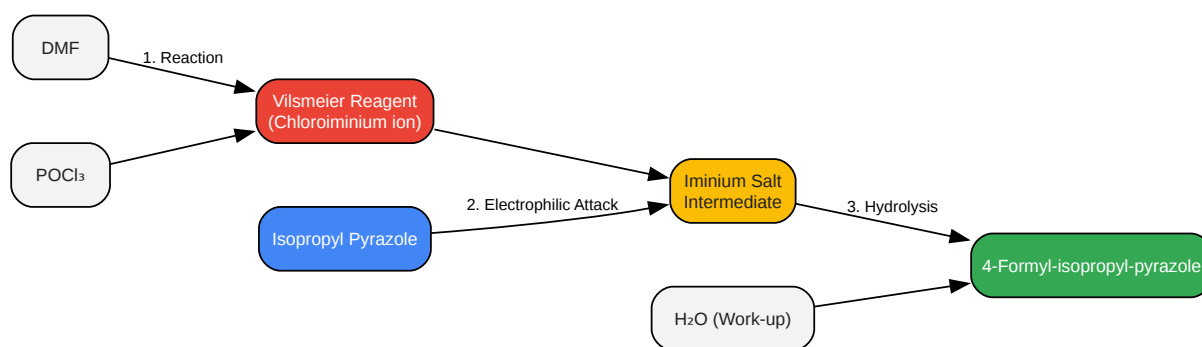 DMF
1. Reaction
POCl₃
Vilsmeier Reagent
(Chloroiminium ion)
Isopropyl Pyrazole
2. Electrophilic Attack
Iminium Salt
Intermediate
3. Hydrolysis
H₂O (Work-up)
4-Formyl-isopropyl-pyrazole